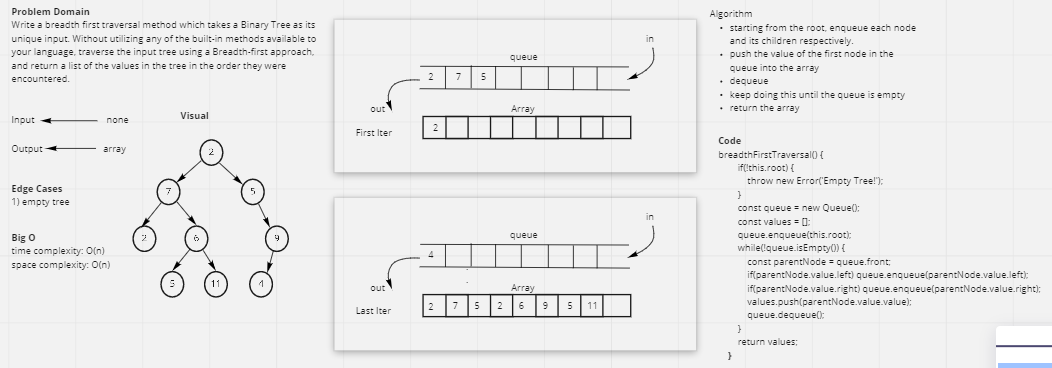 Problem Domain
Write a breadth first traversal method which takes a Binary Tree as its
unique input. Without utilizing any of the built-in methods available to
your language, traverse the input tree using a Breadth-first approach,
and return a list of the values in the tree in the order they were
encountered.
Input none
Output array
Edge Cases
1) empty tree
Big O
time complexity: O(n)
space complexity: O(n)
Visual
2
7 5
2 6 9
5 11 4
in
queue
2 7 5
out
Array
First Iter
2
in
queue
4
out
Array
Last Iter
2 7 5 2 6 9 5 11
Algorithm
• starting from the root, enqueue each node
and its children respectively.
• push the value of the first node in the
queue into the array
• dequeue
• keep doing this until the queue is empty
• return the array
Code
breadthFirstTraversal() {
if(!this.root) {
throw new Error('Empty Tree!');
}
const queue = new Queue();
const values = [];
queue.enqueue(this.root);
while(!queue.isEmpty()) {
const parentNode = queue.front;
if(parentNode.value.left) queue.enqueue(parentNode.value.left);
if(parentNode.value.right) queue.enqueue(parentNode.value.right);
values.push(parentNode.value.value);
queue.dequeue();
}
return values;
}